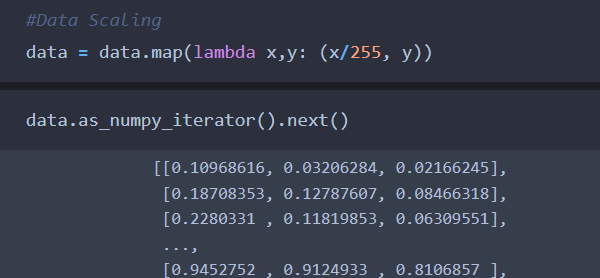 #Data Scaling
data = data.map(lambda x,y: (x/255, y))
data.as_numpy_iterator().next()
[[0.10968616, 0.03206284, 0.02166245],
[0.18708353, 0.12787607, 0.08466318],
[0.2280331 , 0.11819853, 0.06309551],
...,
[0.9452752 , 0.9124933 , 0.8106857 ],